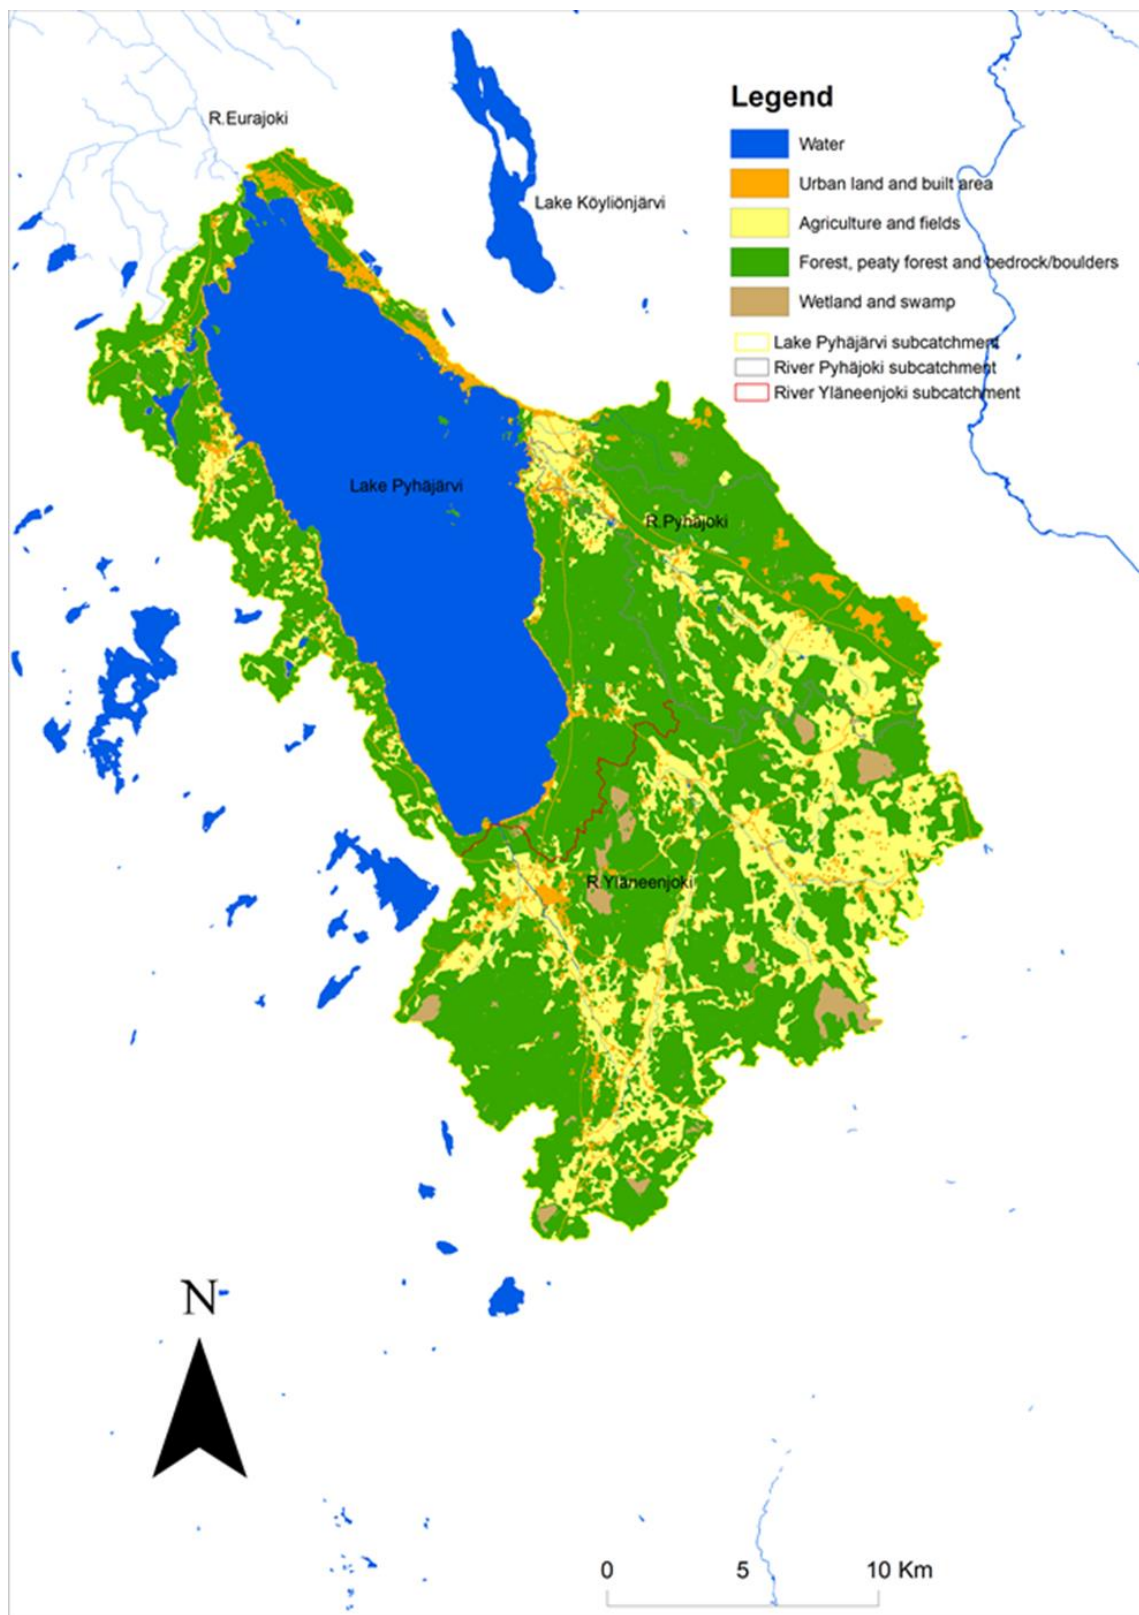 R.Eurajoki
Lake Köyliönjärvi
Legend
Water
Urban land and built area
Agriculture and fields
Forest, peaty forest and bedrock/boulders
Wetland and swamp
Lake Pyhäjärvi subcatchment
River Pyhäjoki subcatchment
River Yläneenjoki subcatchment
Lake Pyhäjärvi
R.Pyhäjoki
R.Yläneenjoki
N
0 5 10 Km